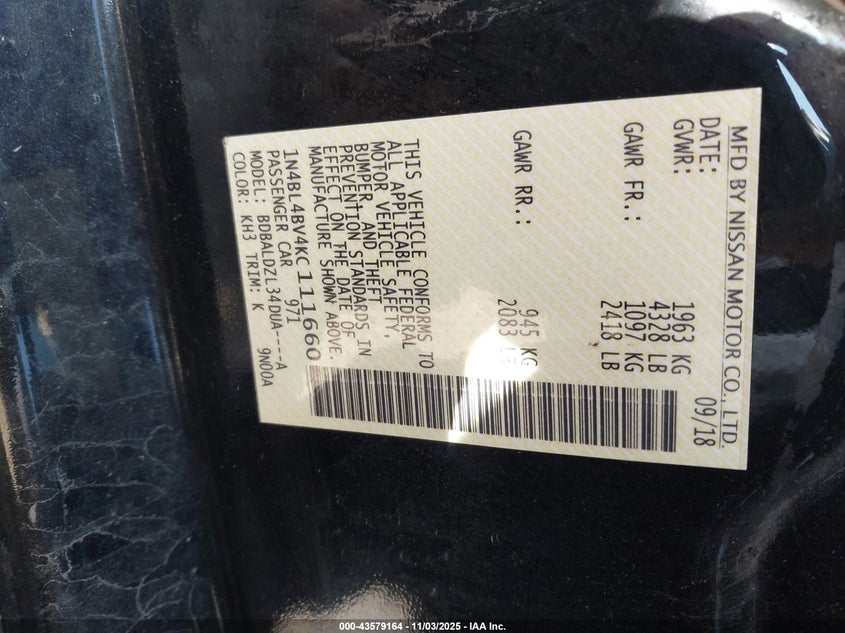 MFD BY NISSAN MOTOR CO., LTD.
DATE: 09/18
GVWR: 1963 KG
4328 LB
GAWR FR.: 1097 KG
2418 LB
GAWR RR.: 945 KG
2083 LB
THIS VEHICLE CONFORMS TO
ALL APPLICABLE FEDERAL
MOTOR VEHICLE SAFETY,
BUMPER, AND THEFT
PREVENTION STANDARDS IN
EFFECT ON THE DATE OF
MANUFACTURE SHOWN ABOVE.
1N4BL4BV4KC111660
PASSENGER CAR 971
MODEL: BDBALDZL34DUA----A
COLOR: KH3 TRIM: K 9N00A
000-43579164 - 11/03/2025 - IAA Inc.